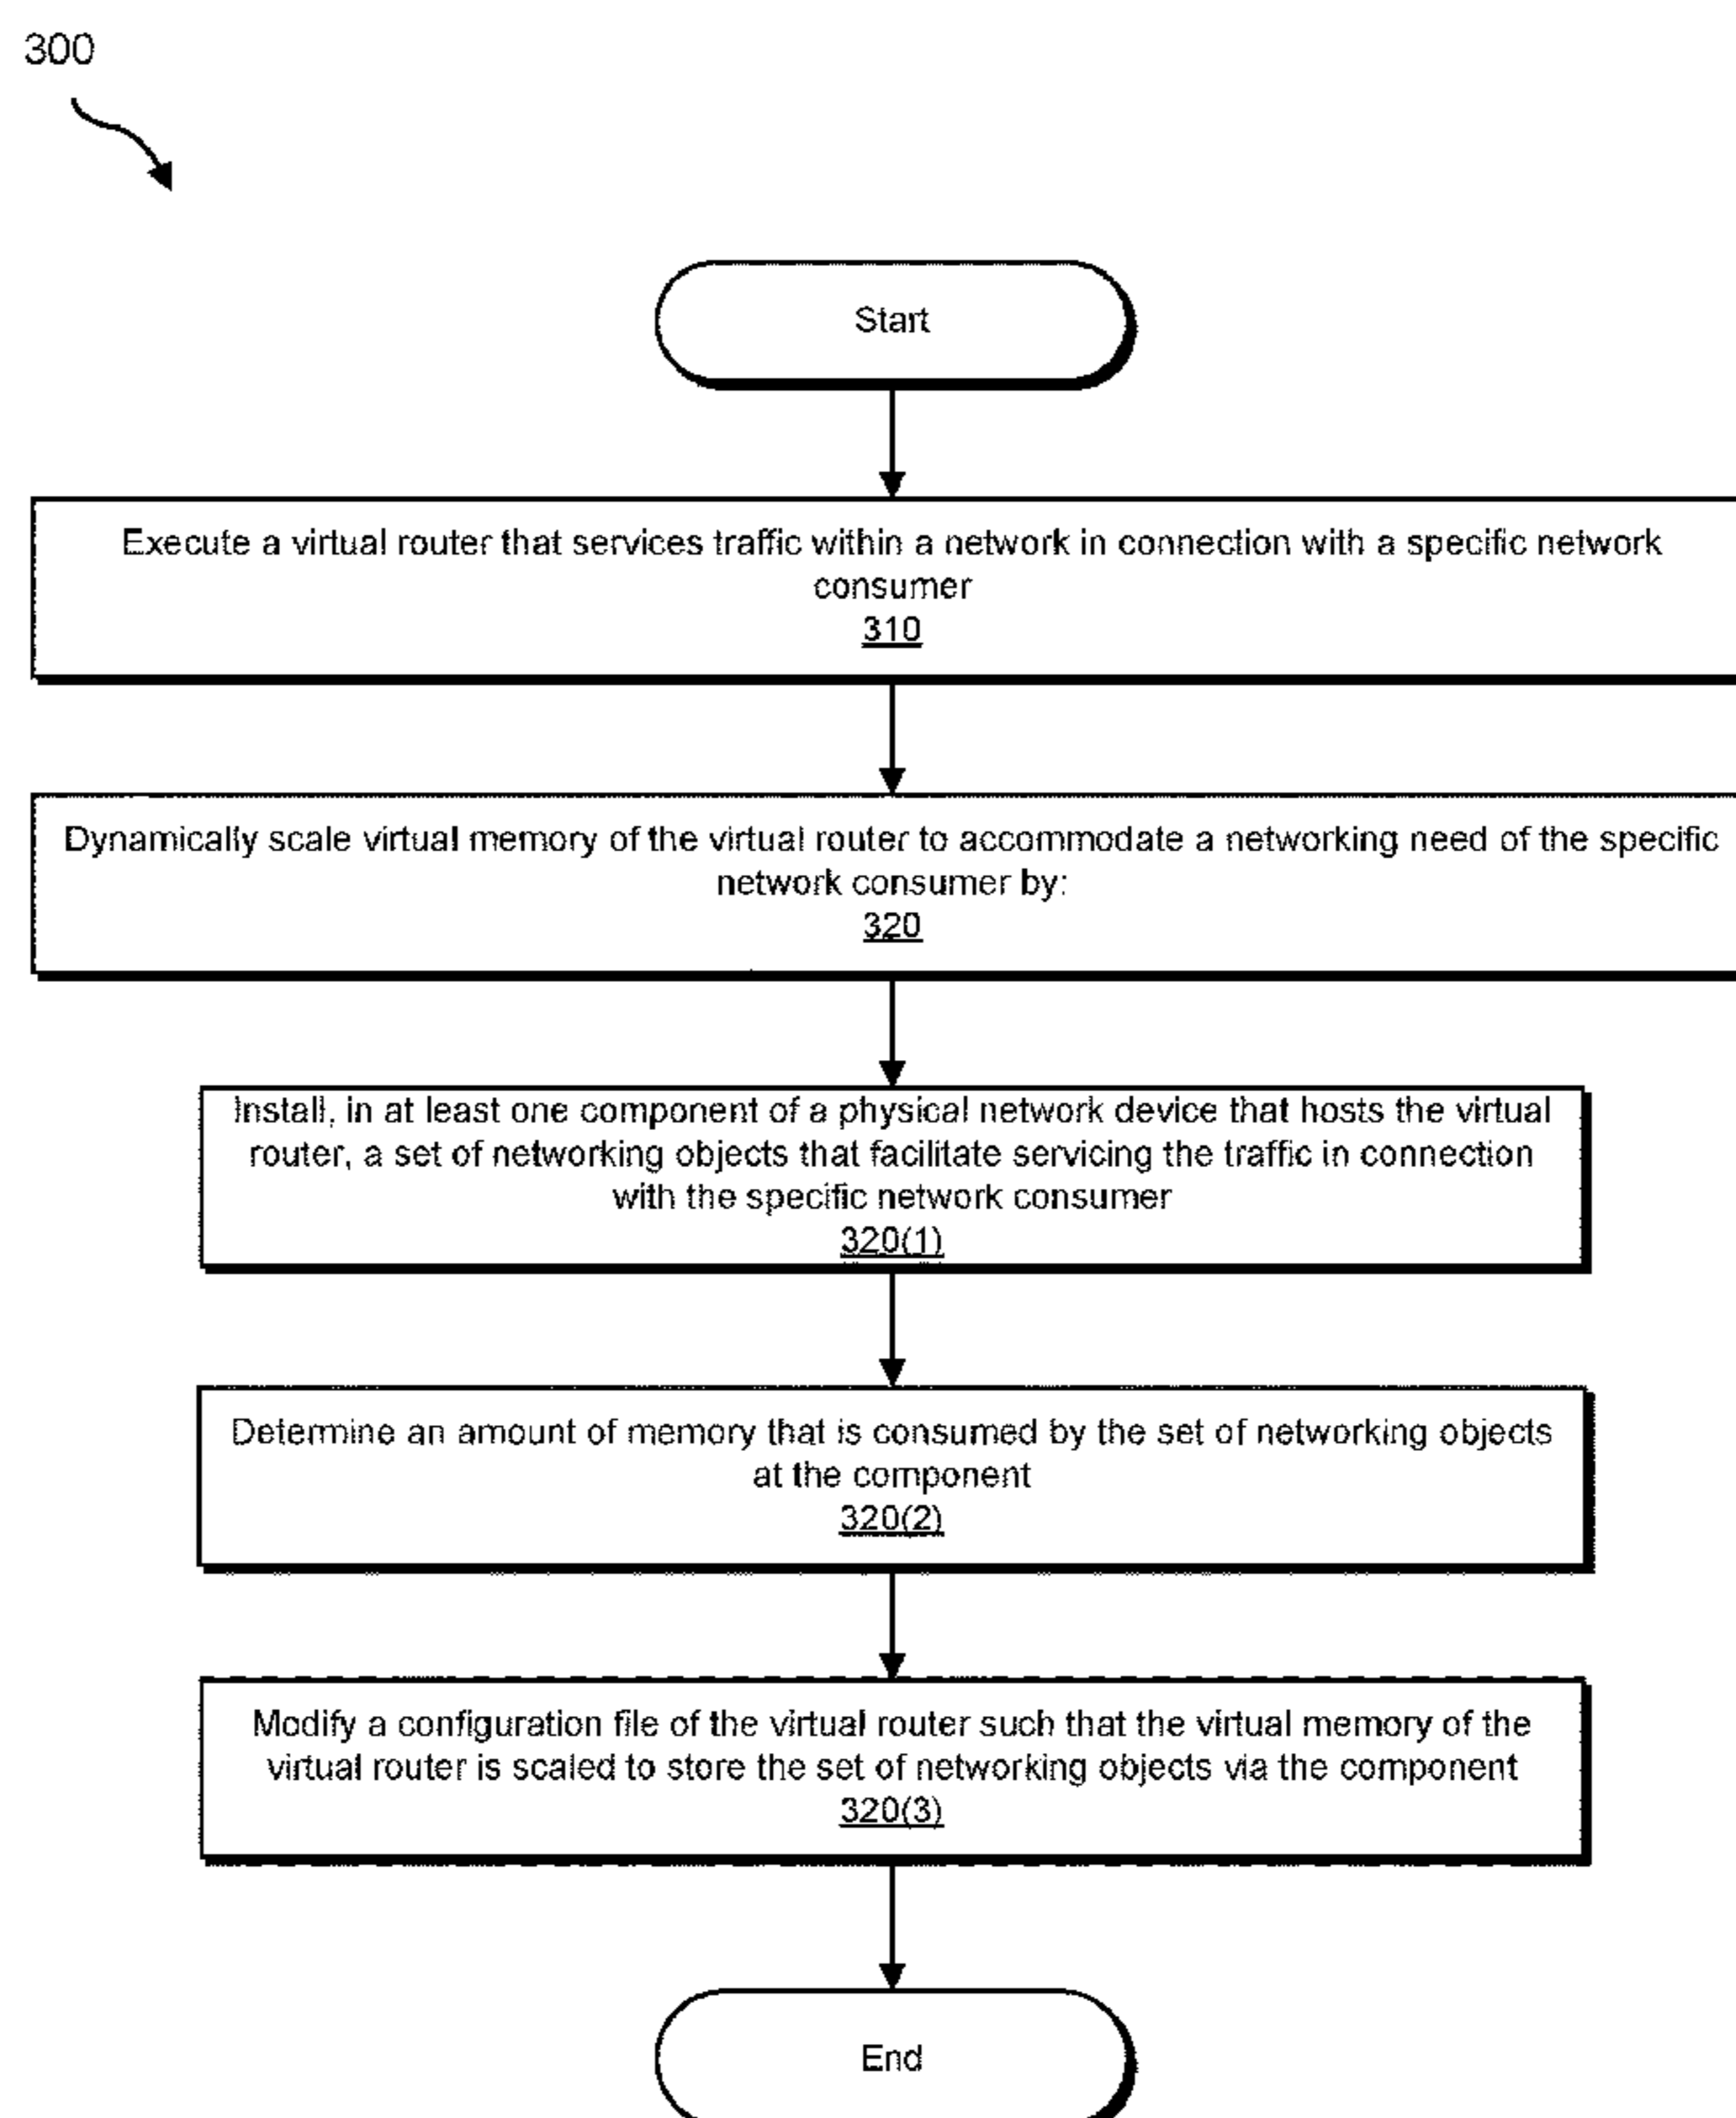 300
Start
Execute a virtual router that services traffic within a network in connection with a specific network
consumer
310
Dynamically scale virtual memory of the virtual router to accommodate a networking need of the specific
network consumer by:
320
Install, in at least one component of a physical network device that hosts the virtual
router, a set of networking objects that facilitate servicing the traffic in connection
with the specific network consumer
320(1)
Determine an amount of memory that is consumed by the set of networking objects
at the component
320(2)
Modify a configuration file of the virtual router such that the virtual memory of the
virtual router is scaled to store the set of networking objects via the component
320(3)
End